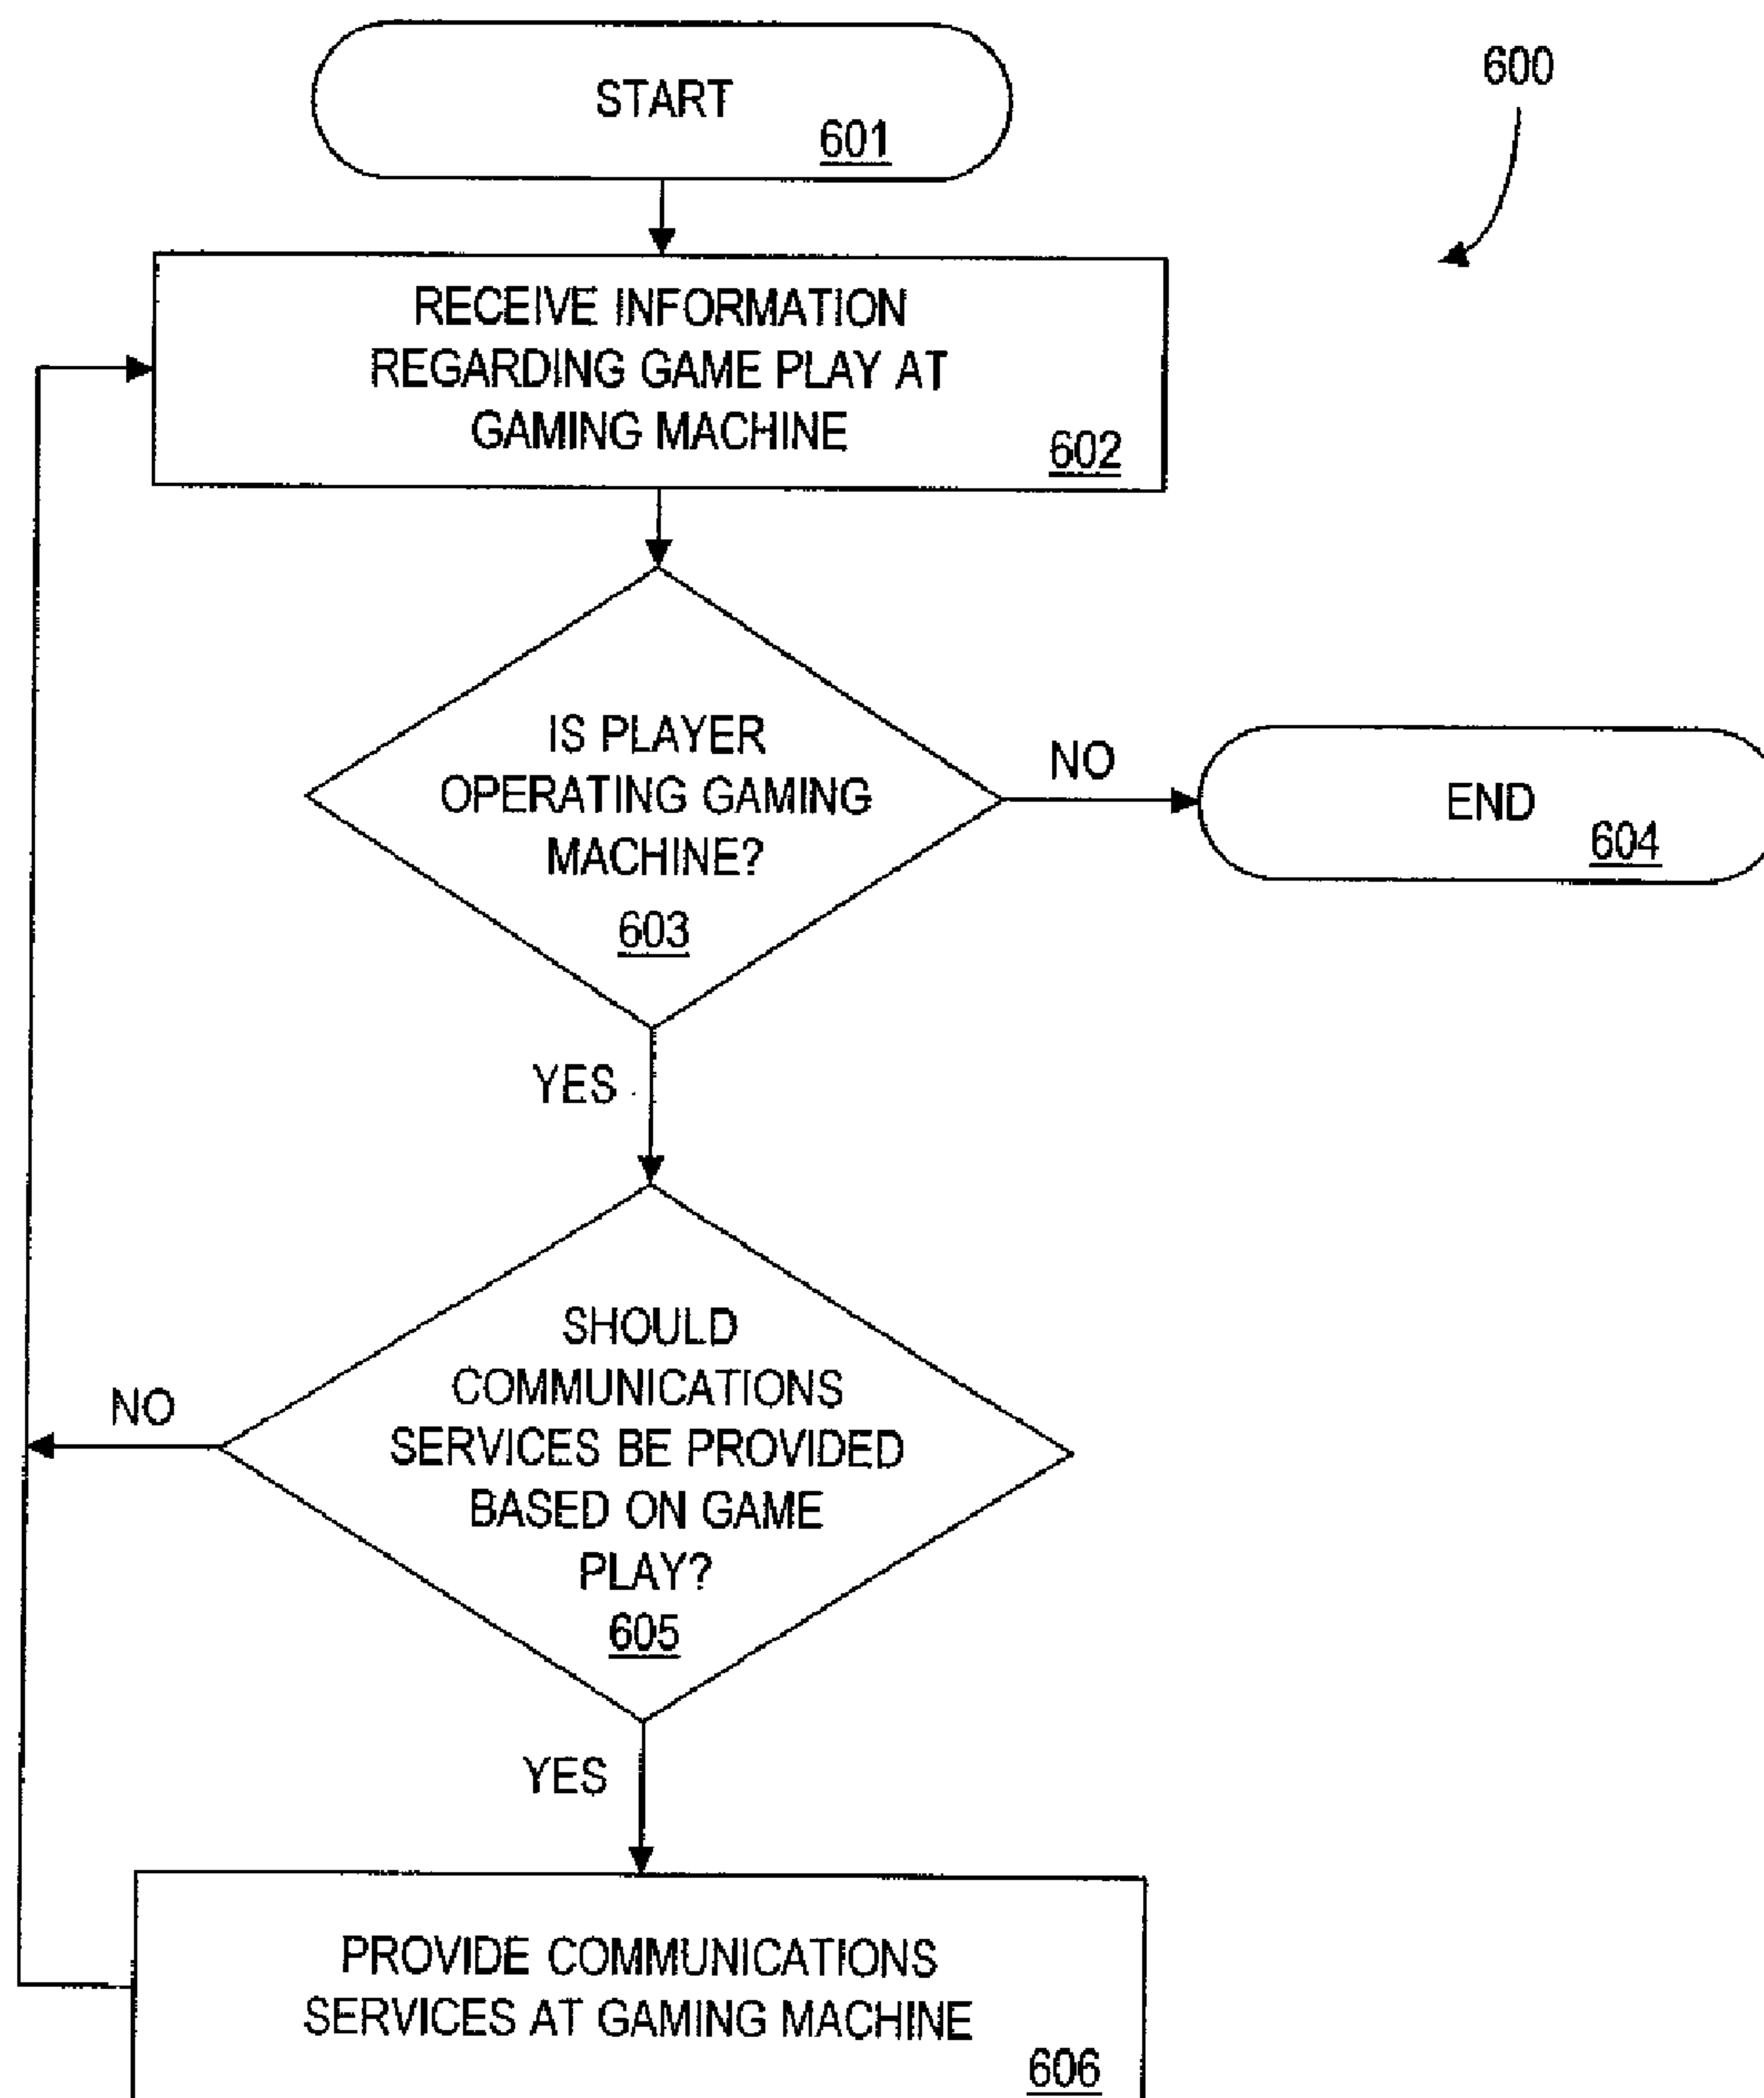 START
601
600
RECEIVE INFORMATION
REGARDING GAME PLAY AT
GAMING MACHINE
602
IS PLAYER
OPERATING GAMING
MACHINE?
603
NO
END
604
YES
SHOULD
COMMUNICATIONS
SERVICES BE PROVIDED
BASED ON GAME
PLAY?
605
NO
YES
PROVIDE COMMUNICATIONS
SERVICES AT GAMING MACHINE
606